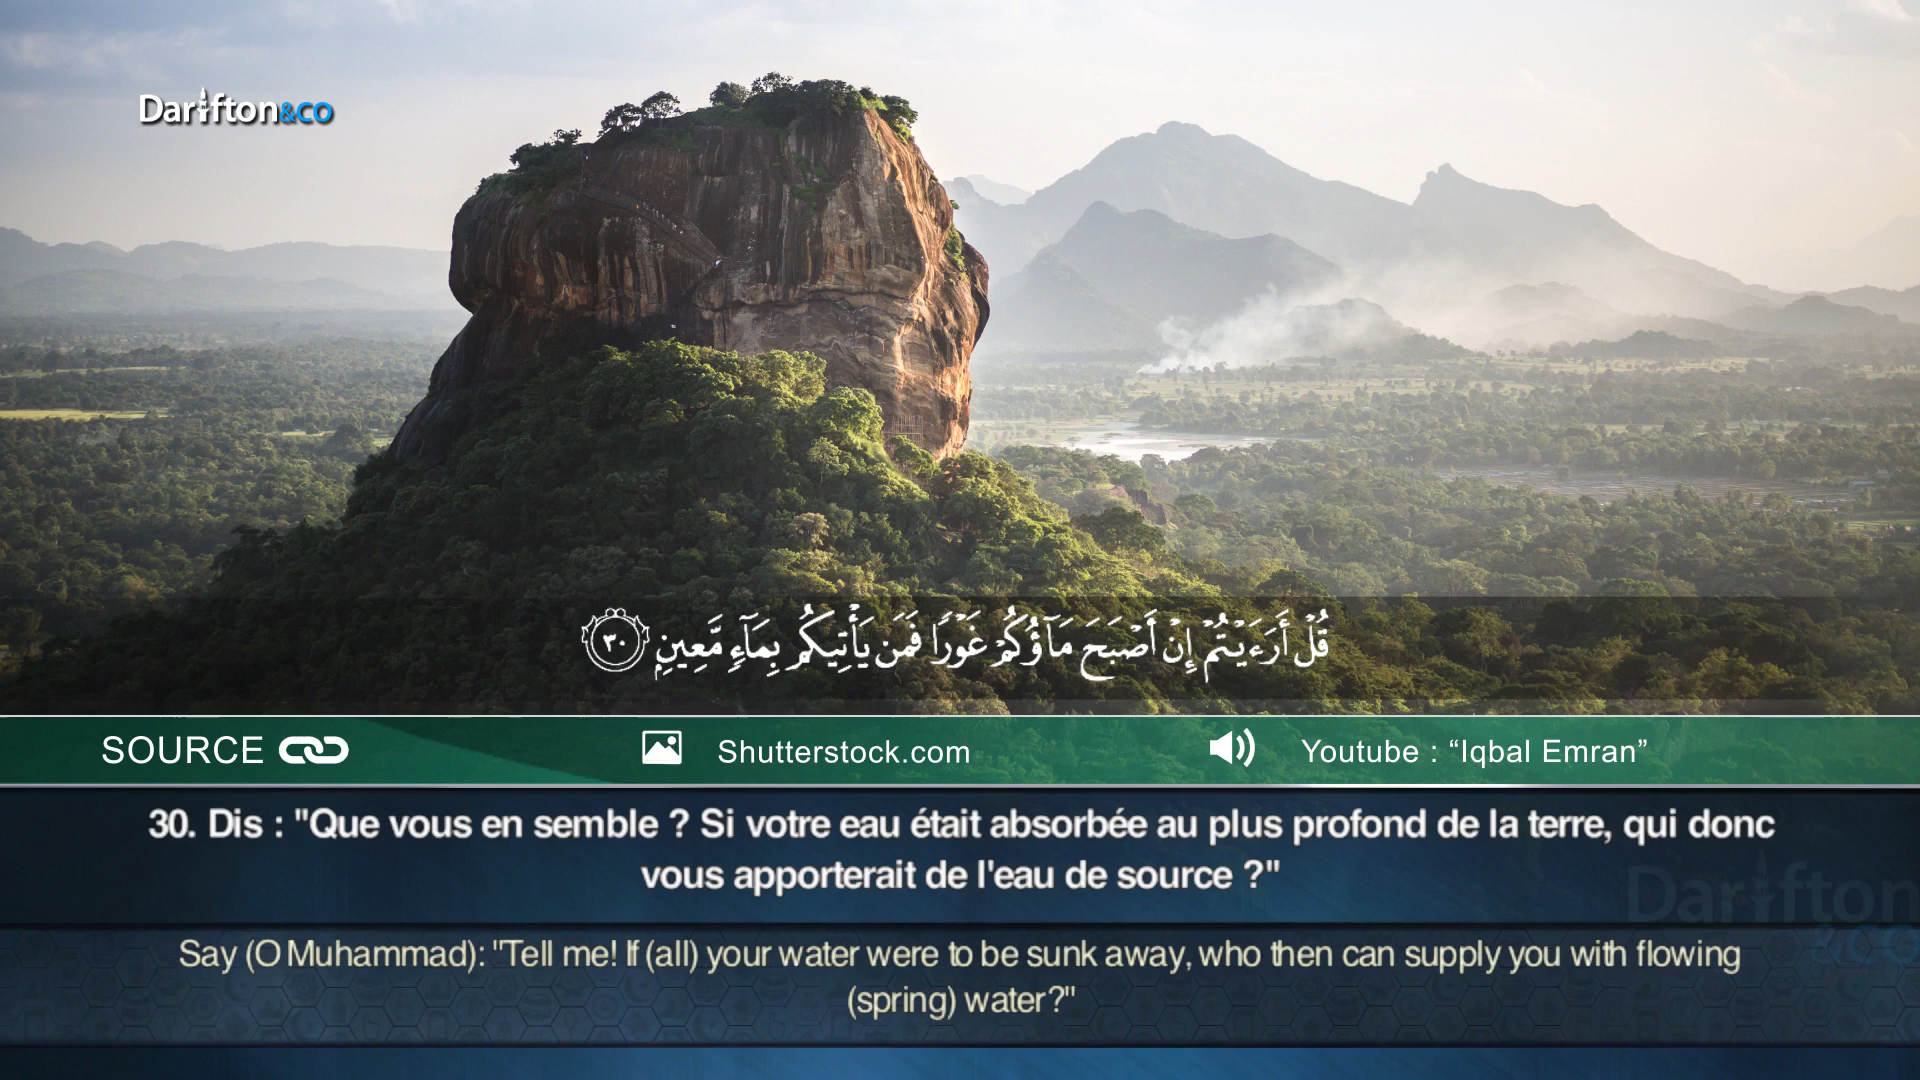 Darifton&co
قُلْ أَرَءَيْتُمْ إِنْ أَصْبَحَ مَآؤُكُمْ غَوْرًا فَمَن يَأْتِيكُم بِمَآءٍ مَّعِينٍ ٣٠
SOURCE Shutterstock.com Youtube : “Iqbal Emran”
30. Dis : "Que vous en semble ? Si votre eau était absorbée au plus profond de la terre, qui donc
vous apporterait de l'eau de source ?"
Darifton
&co
Say (O Muhammad): "Tell me! If (all) your water were to be sunk away, who then can supply you with flowing
(spring) water?"